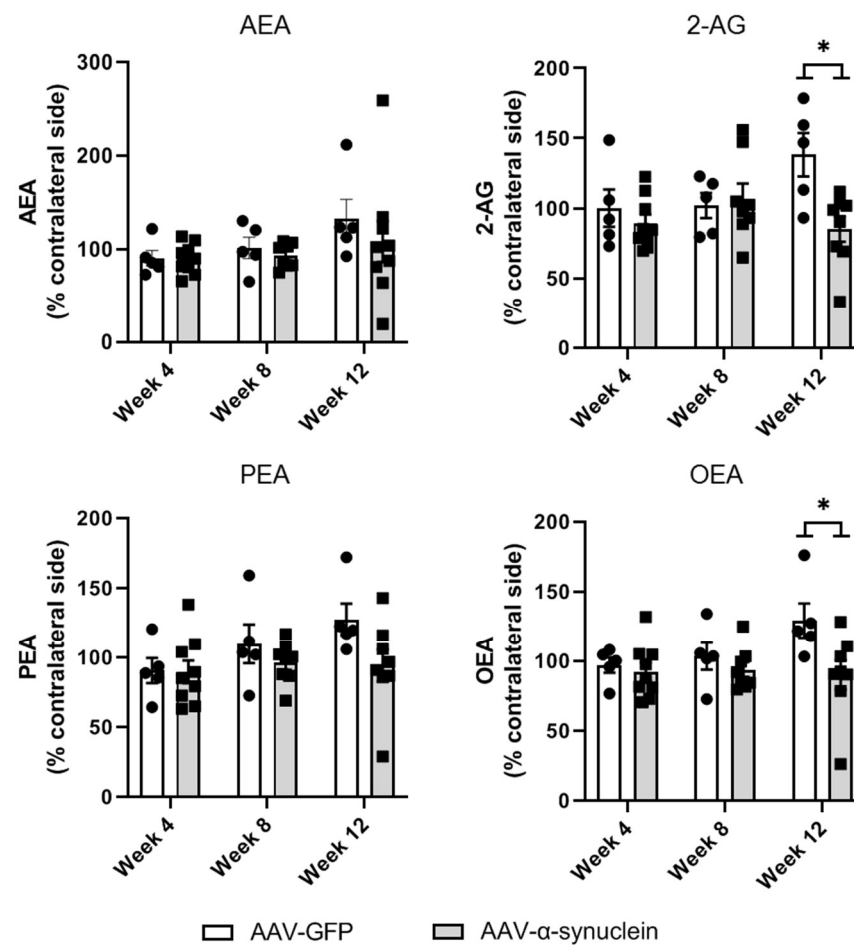 AEA
300
200
100
0
AEA
(% contralateral side)
Week 4
Week 8
Week 12
2-AG
200
150
100
50
0
2-AG
(% contralateral side)
*
Week 4
Week 8
Week 12
PEA
200
150
100
50
0
PEA
(% contralateral side)
Week 4
Week 8
Week 12
OEA
200
150
100
50
0
OEA
(% contralateral side)
*
Week 4
Week 8
Week 12
AAV-GFP
AAV-α-synuclein